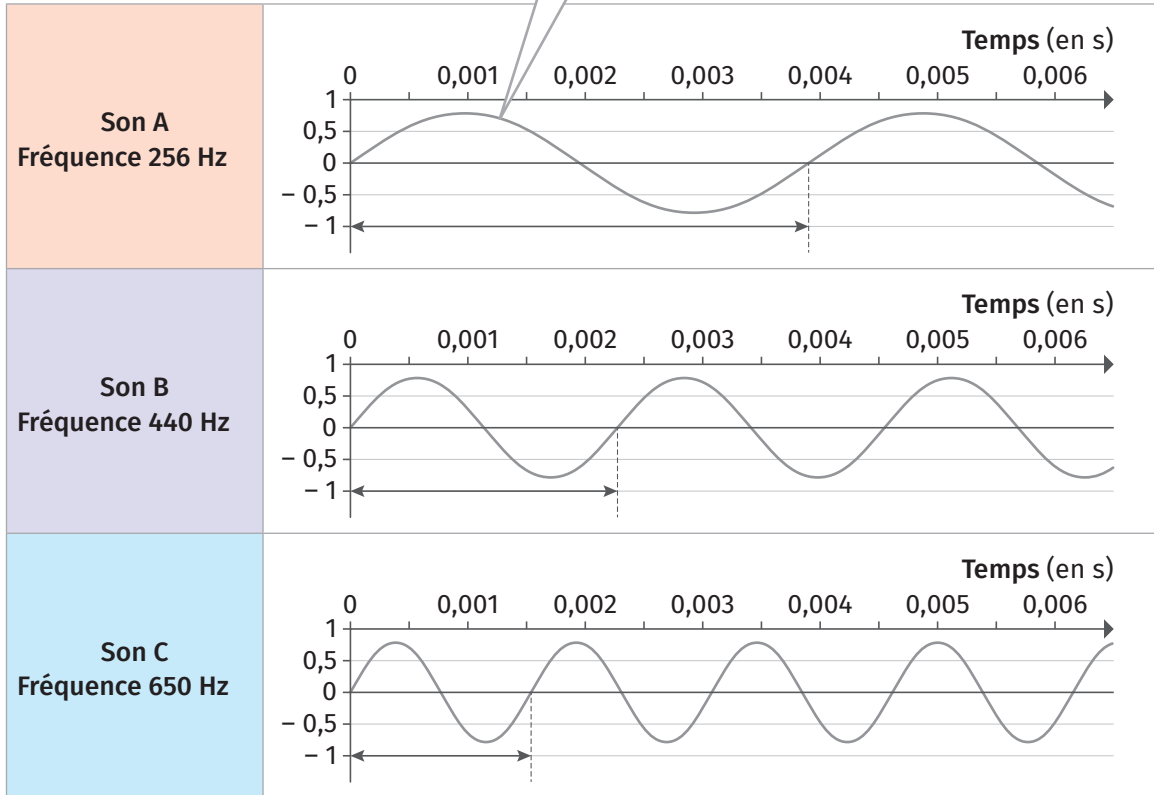 Temps (en s)
0 0,001 0,002 0,003 0,004 0,005 0,006
1
0,5
0
– 0,5
– 1
Son A
Fréquence 256 Hz
Temps (en s)
0 0,001 0,002 0,003 0,004 0,005 0,006
1
0,5
0
– 0,5
– 1
Son B
Fréquence 440 Hz
Temps (en s)
0 0,001 0,002 0,003 0,004 0,005 0,006
1
0,5
0
– 0,5
– 1
Son C
Fréquence 650 Hz